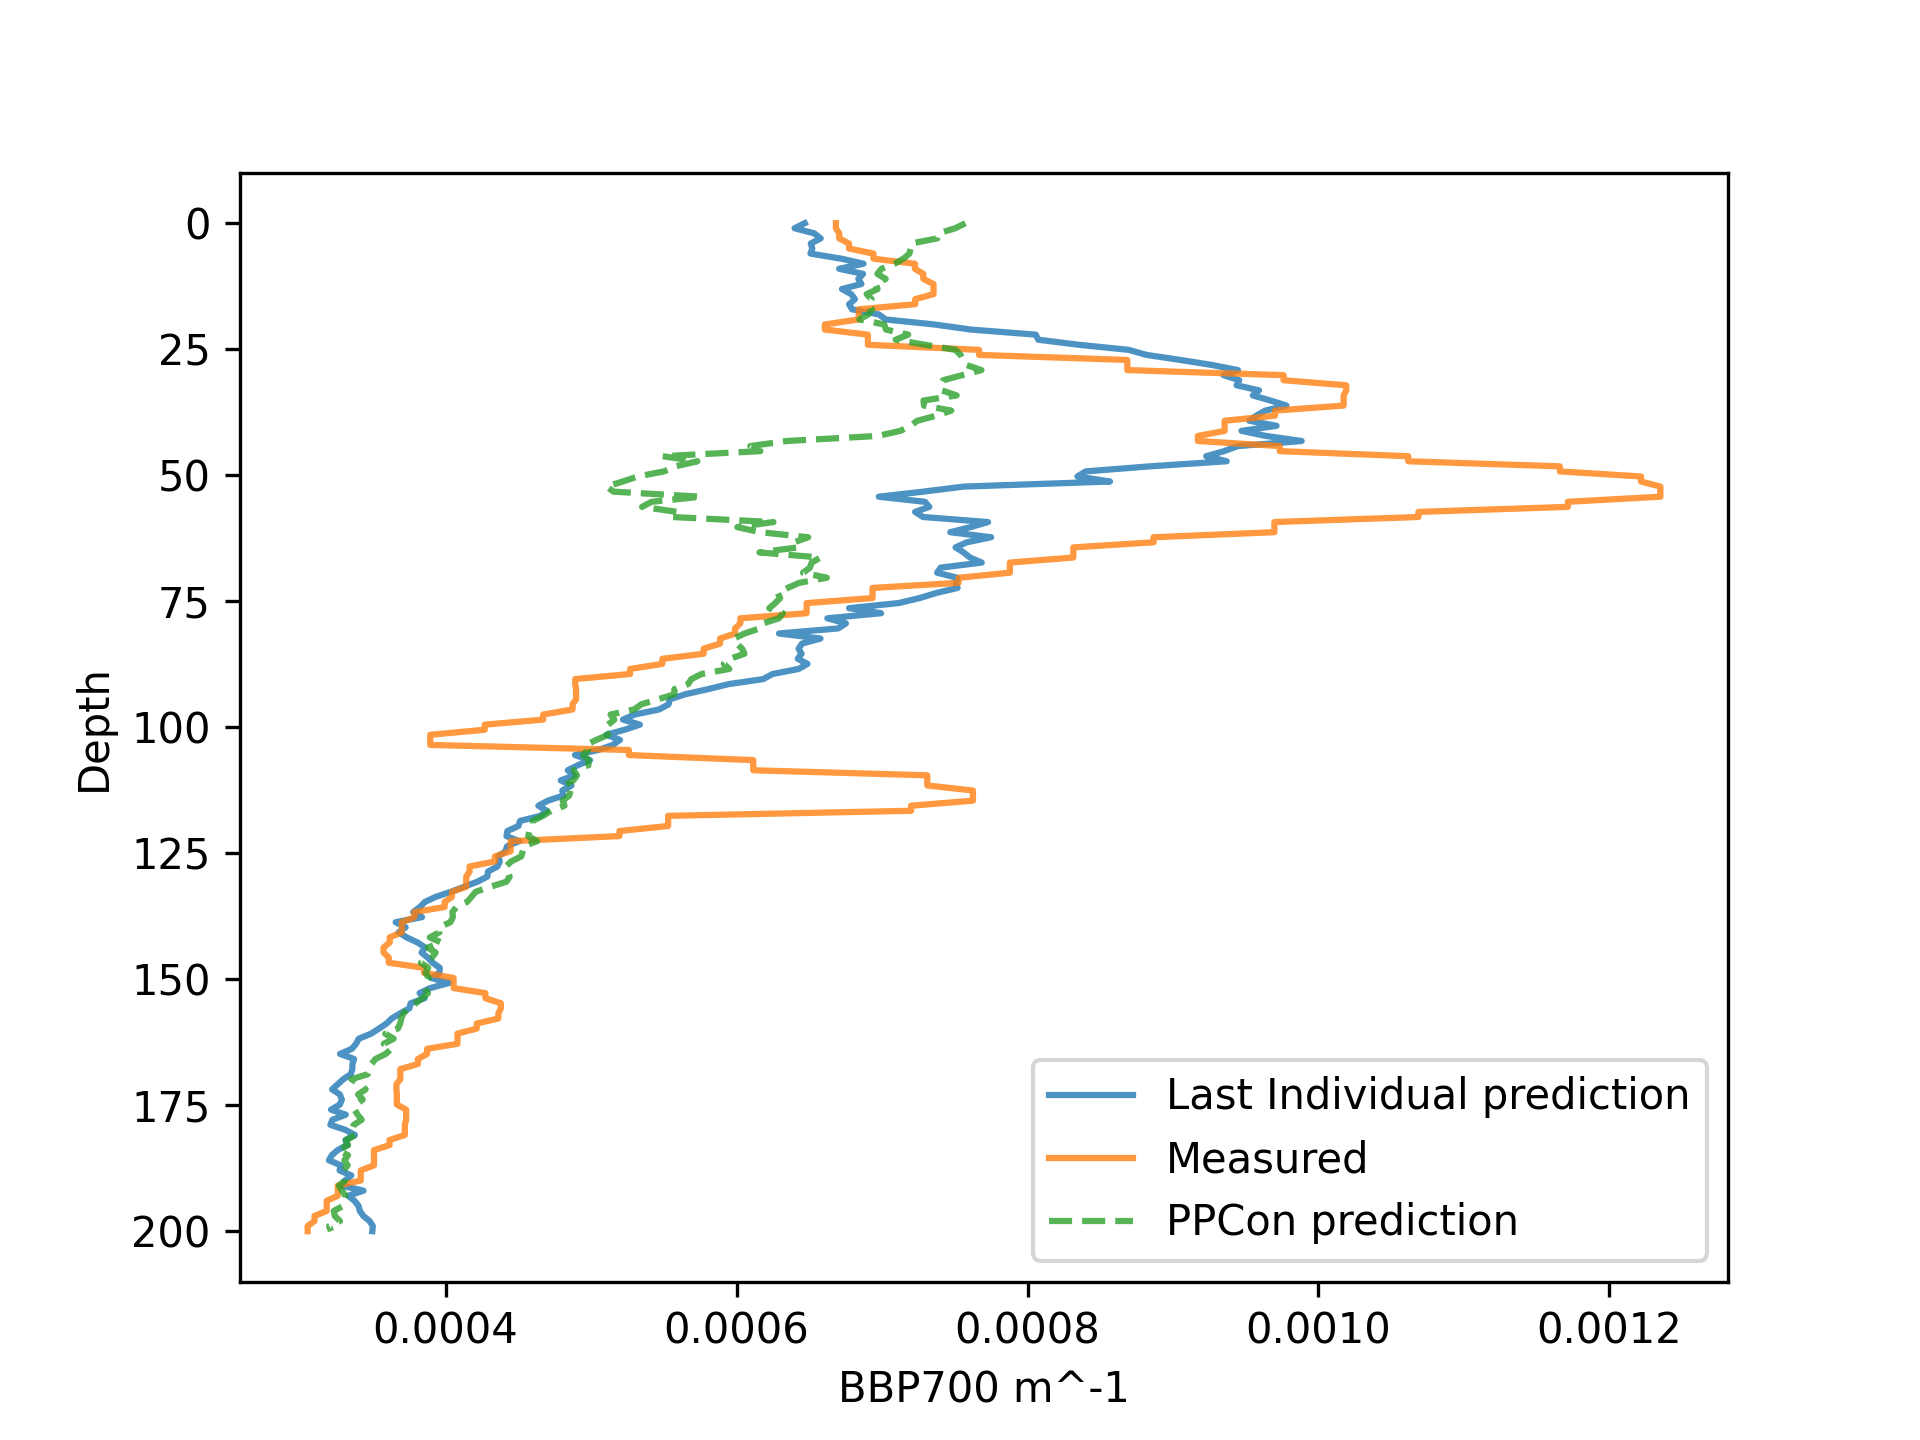 0
25
50
75
100
125
150
175
200
Depth
0.0004 0.0006 0.0008 0.0010 0.0012
BBP700 m^-1
Last Individual prediction
Measured
PPCon prediction